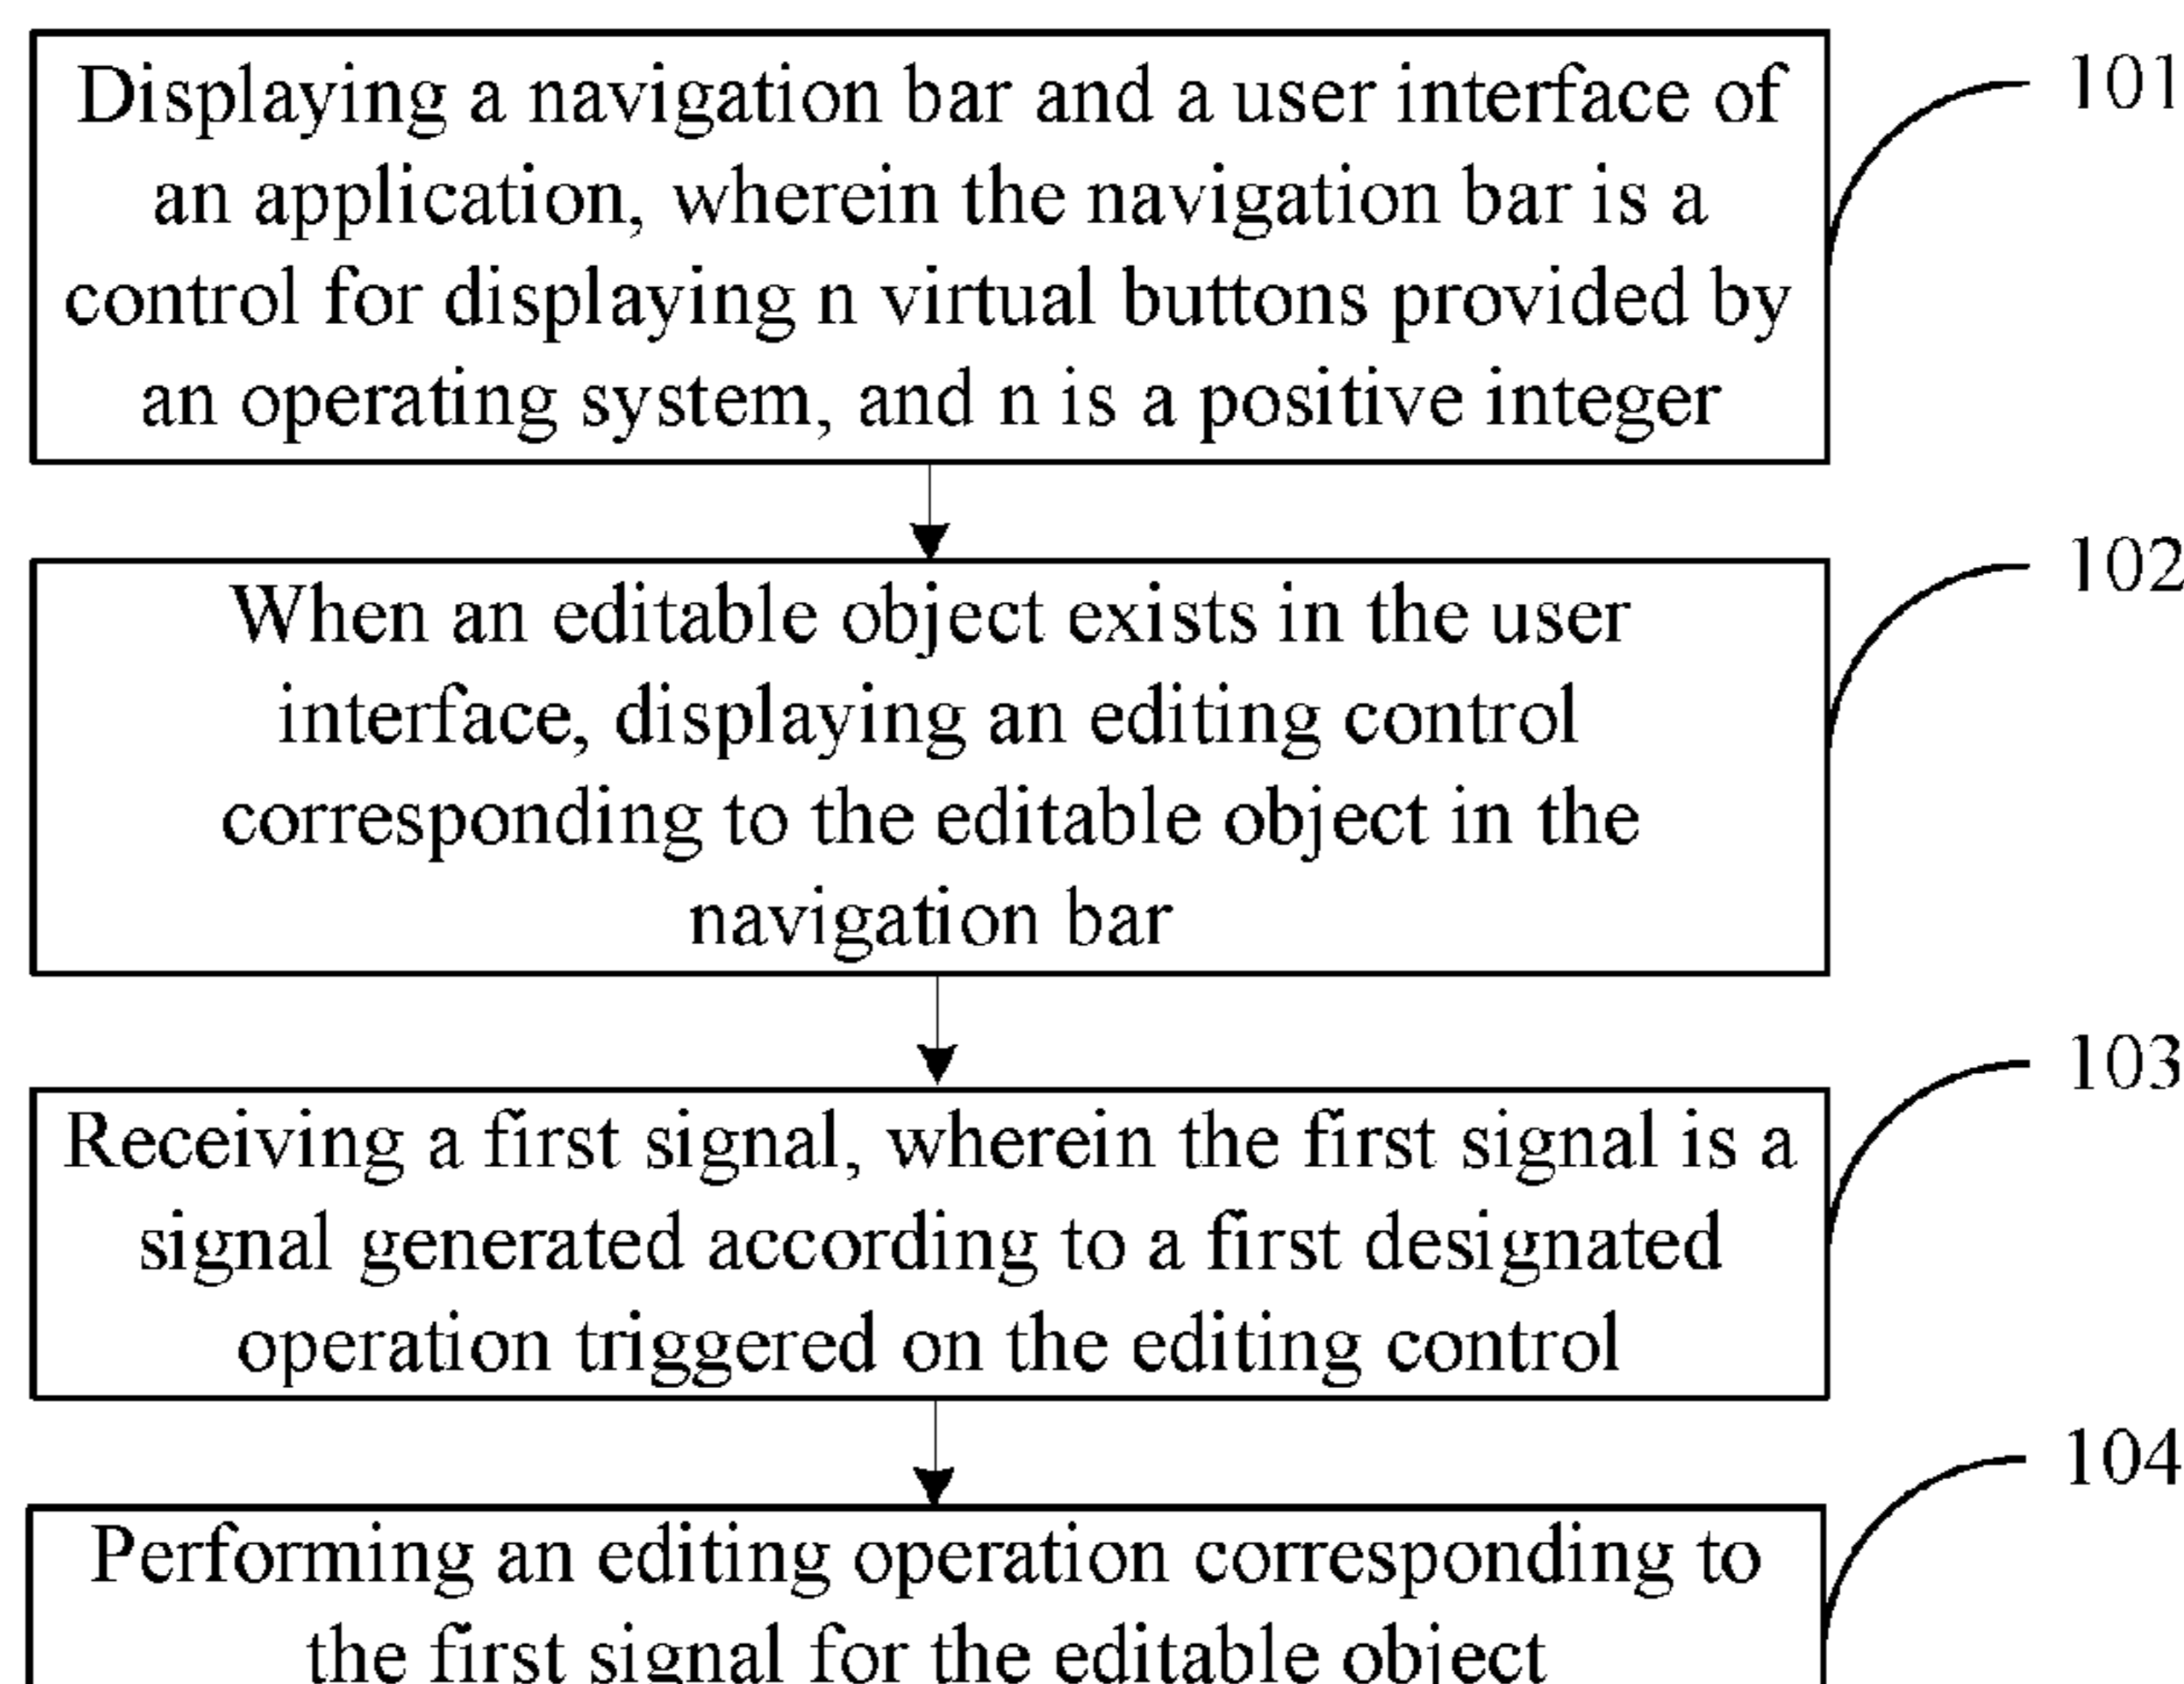 Displaying a navigation bar and a user interface of
an application, wherein the navigation bar is a
control for displaying n virtual buttons provided by
an operating system, and n is a positive integer
101
When an editable object exists in the user
interface, displaying an editing control
corresponding to the editable object in the
navigation bar
102
Receiving a first signal, wherein the first signal is a
signal generated according to a first designated
operation triggered on the editing control
103
Performing an editing operation corresponding to
the first signal for the editable object
104